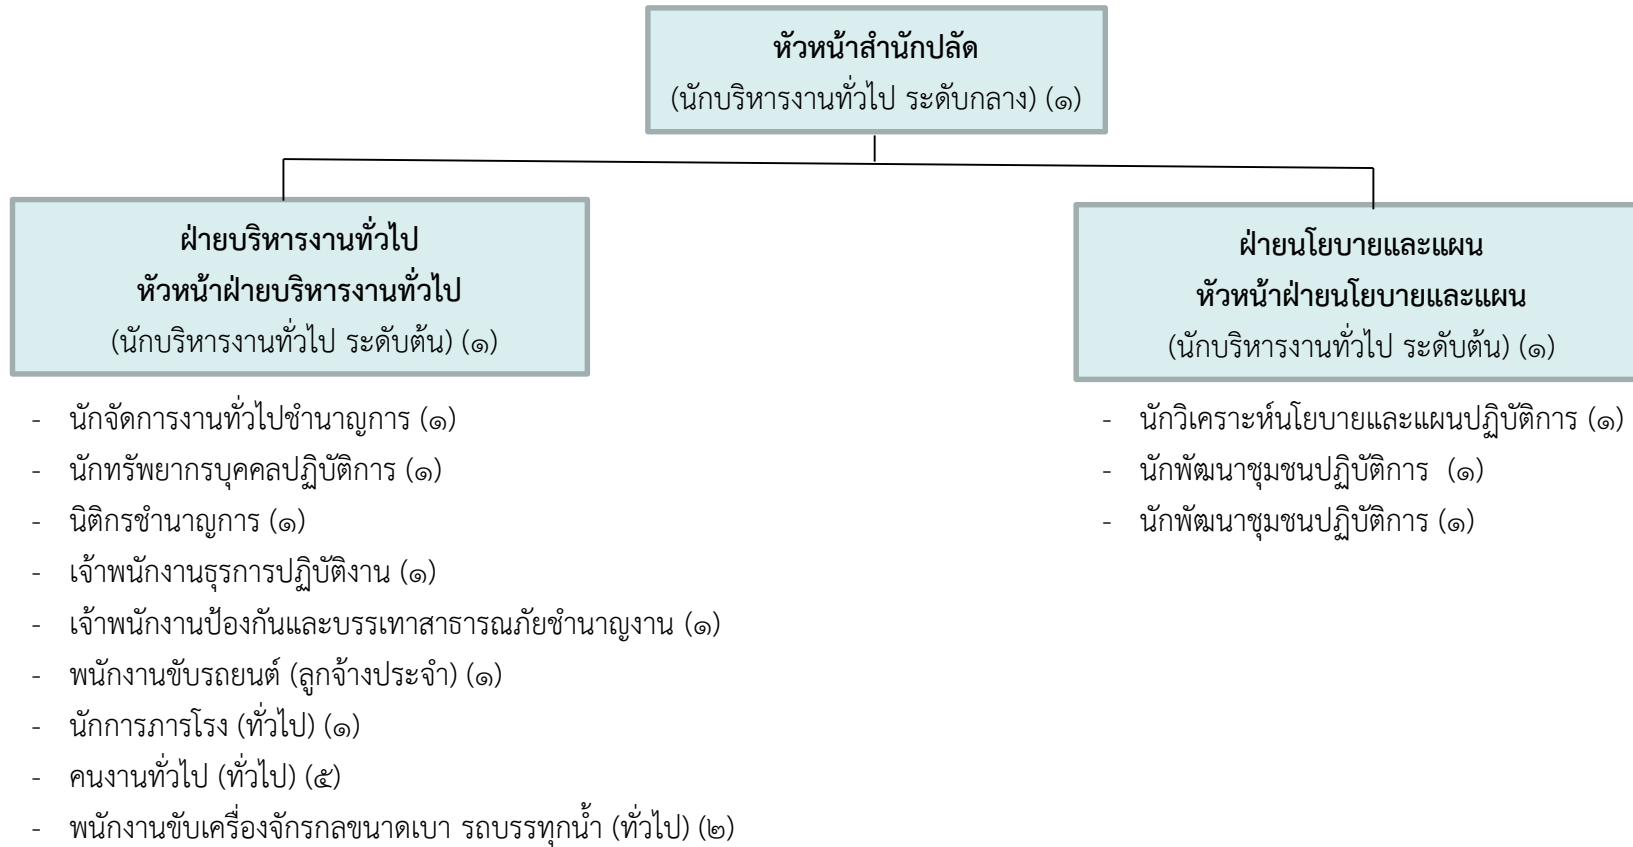 หัวหน้าสำนักปลัด
(นักบริหารงานทั่วไป ระดับกลาง) (๑)
ฝ่ายบริหารงานทั่วไป
หัวหน้าฝ่ายบริหารงานทั่วไป
(นักบริหารงานทั่วไป ระดับต้น) (๑)
- นักจัดการงานทั่วไปชำนาญการ (๑)
- นักทรัพยากรบุคคลปฏิบัติการ (๑)
- นิติกรชำนาญการ (๑)
- เจ้าพนักงานธุรการปฏิบัติงาน (๑)
- เจ้าพนักงานป้องกันและบรรเทาสาธารณภัยชำนาญงาน (๑)
- พนักงานขับรถยนต์ (ลูกจ้างประจำ) (๑)
- นักการภารโรง (ทั่วไป) (๑)
- คนงานทั่วไป (ทั่วไป) (๕)
- พนักงานขับเครื่องจักรกลขนาดเบา รถบรรทุกน้ำ (ทั่วไป) (๒)
ฝ่ายนโยบายและแผน
หัวหน้าฝ่ายนโยบายและแผน
(นักบริหารงานทั่วไป ระดับต้น) (๑)
- นักวิเคราะห์นโยบายและแผนปฏิบัติการ (๑)
- นักพัฒนาชุมชนปฏิบัติการ (๑)
- นักพัฒนาชุมชนปฏิบัติการ (๑)